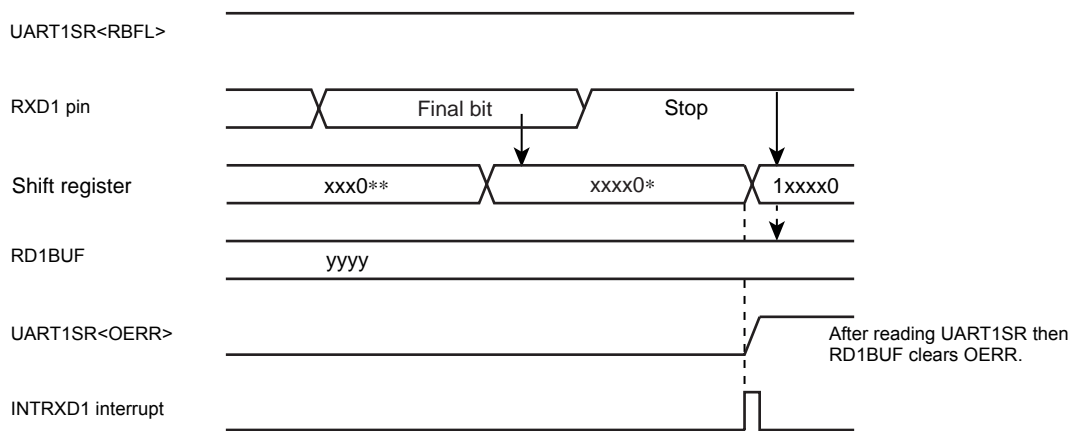 UART1SR<RBFL>
RXD1 pin
Final bit
Stop
Shift register
xxx0**
xxxx0*
1xxxx0
RD1BUF
yyyy
UART1SR<OERR>
After reading UART1SR then
RD1BUF clears OERR.
INTRXD1 interrupt